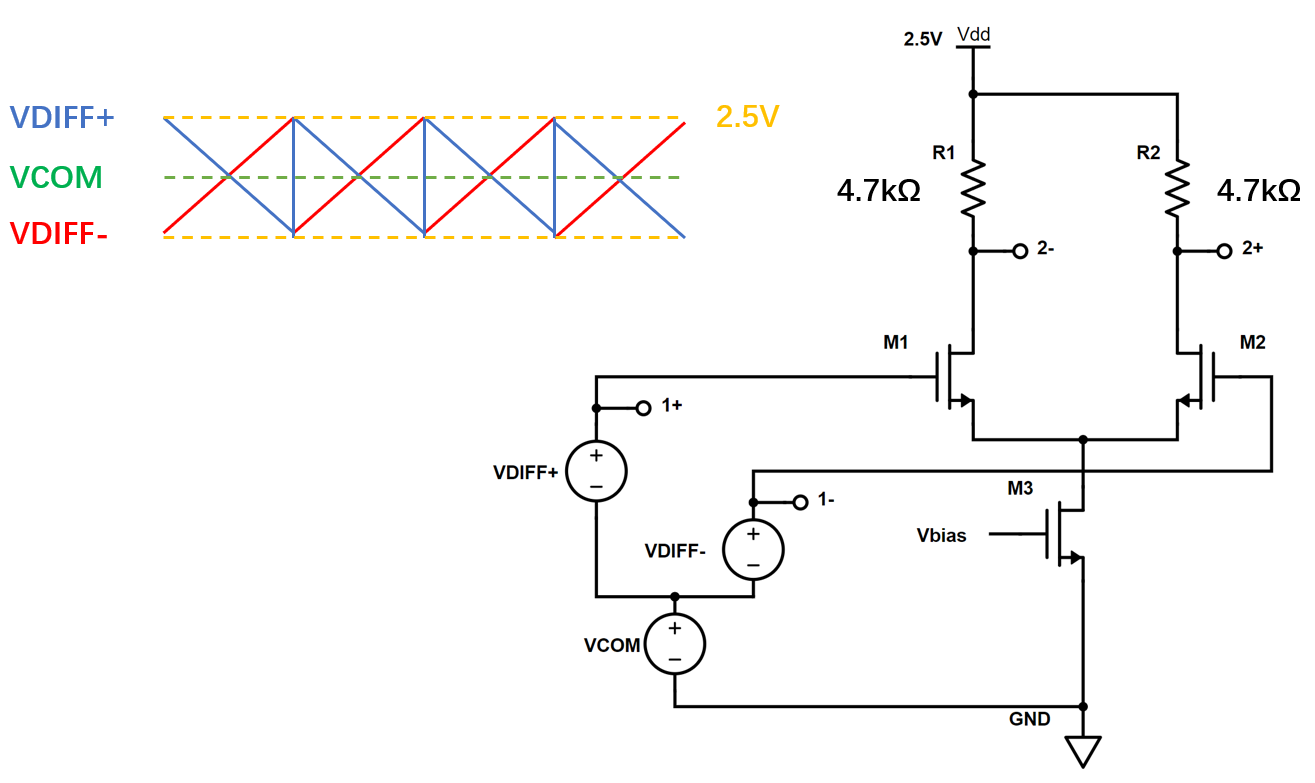 VDIFF+
VCOM
VDIFF-
2.5V
2.5V Vdd
R1
4.7kΩ
R2
4.7kΩ
2-
2+
M1
M2
1+
VDIFF+
1-
VDIFF-
M3
Vbias
VCOM
GND